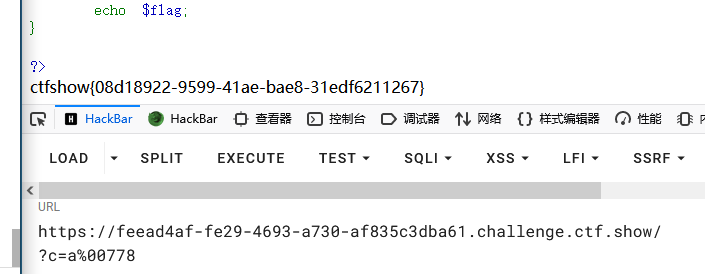 echo $flag;
}
?>
ctfshow{08d18922-9599-41ae-bae8-31edf6211267}
HackBar HackBar 查看器 控制台 调试器 网络 {} 样式编辑器 性能
LOAD SPLIT EXECUTE TEST SQLI XSS LFI SSRF
URL
https://feead4af-fe29-4693-a730-af835c3dba61.challenge.ctf.show/
?c=a%00778